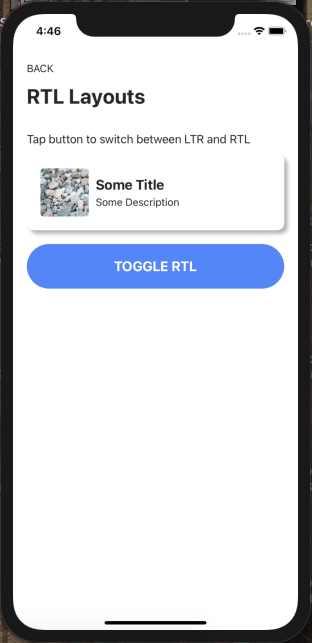 4:46
BACK
RTL Layouts
Tap button to switch between LTR and RTL
Some Title
Some Description
TOGGLE RTL